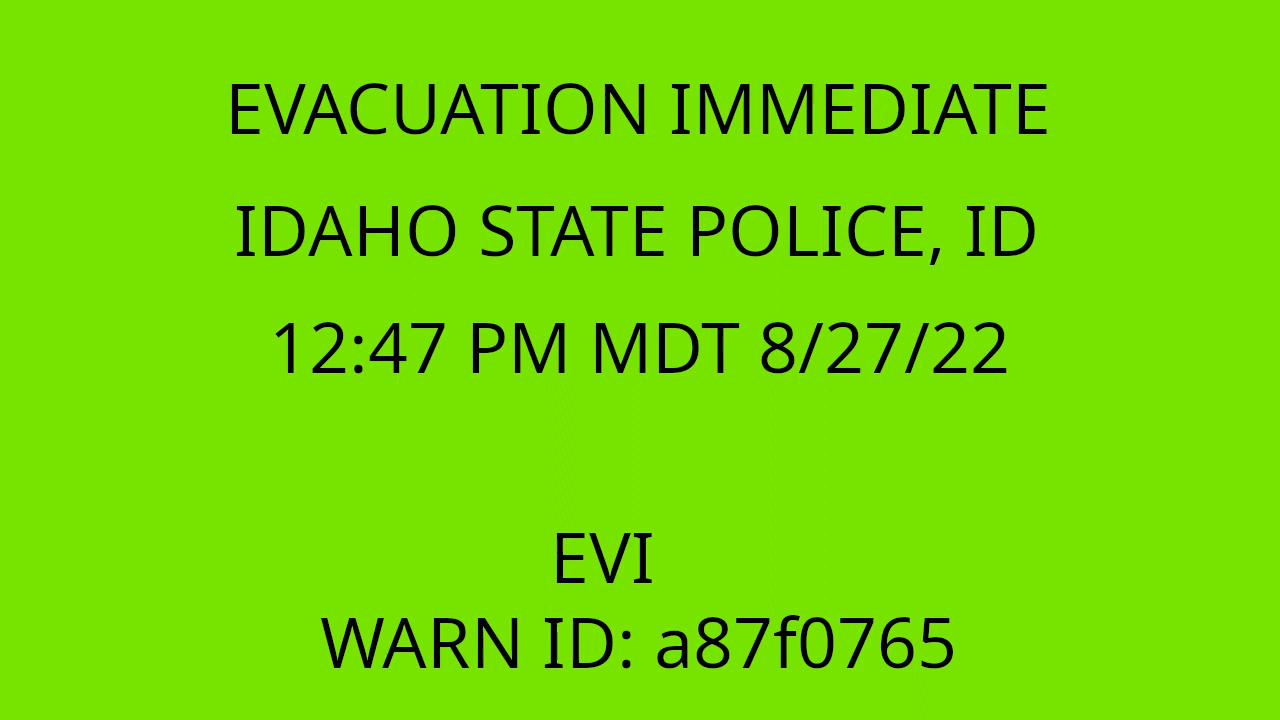 EVACUATION IMMEDIATE
IDAHO STATE POLICE, ID
12:47 PM MDT 8/27/22
EVI
WARN ID: a87f0765